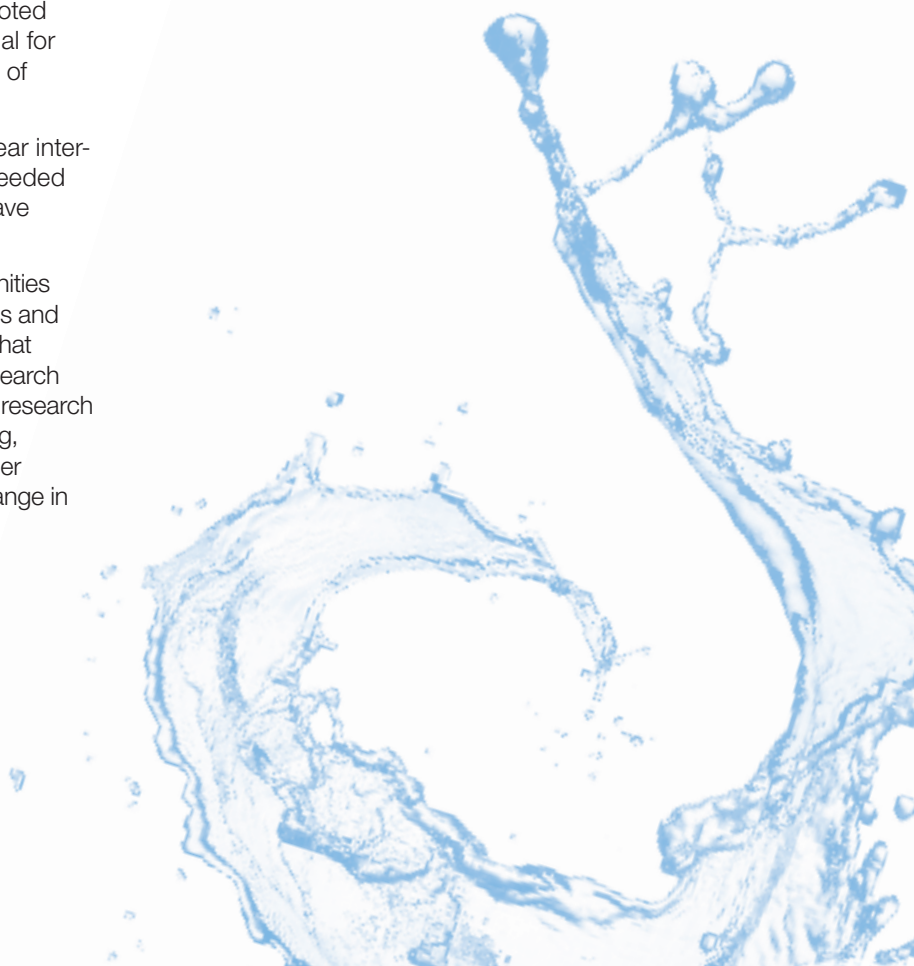 oted
al for
of
ear inter-
eeded
ave
nities
s and
hat
earch
research
g,
er
ange in